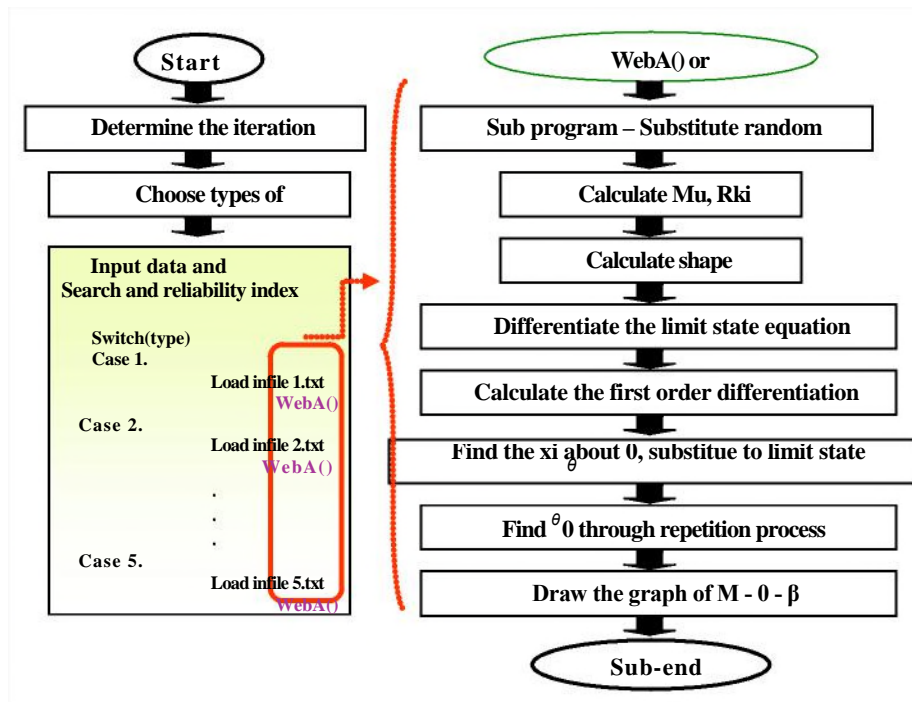 Start
Determine the iteration
Choose types of
Input data and
Search and reliability index
Switch(type)
Case 1.
Load infile 1.txt
WebA()
Case 2.
Load infile 2.txt
WebA()
.
.
.
Case 5.
Load infile 5.txt
WebA()
WebA() or
Sub program – Substitute random
Calculate Mu, Rki
Calculate shape
Differentiate the limit state equation
Calculate the first order differentiation
Find the xi about 0, substitue to limit state
θ
Find θ0 through repetition process
Draw the graph of M - 0 - β
Sub-end